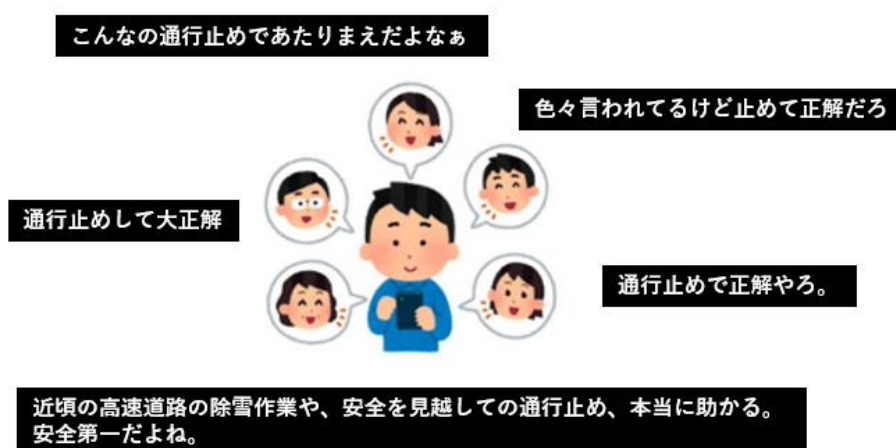 こんなの通行止めであたりまえだよなぁ
色々言われてるけど止めて正解だろ
通行止めして大正解
通行止めで正解やろ。
近頃の高速道路の除雪作業や、安全を見越しての通行止め、本当に助かる。
安全第一だよね。